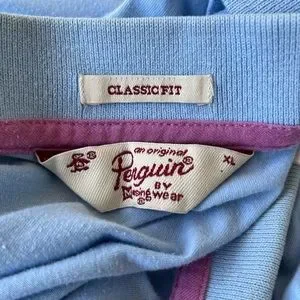 CLASSIC FIT
an original
Penguin®
BY
Munsingwear
®
XL